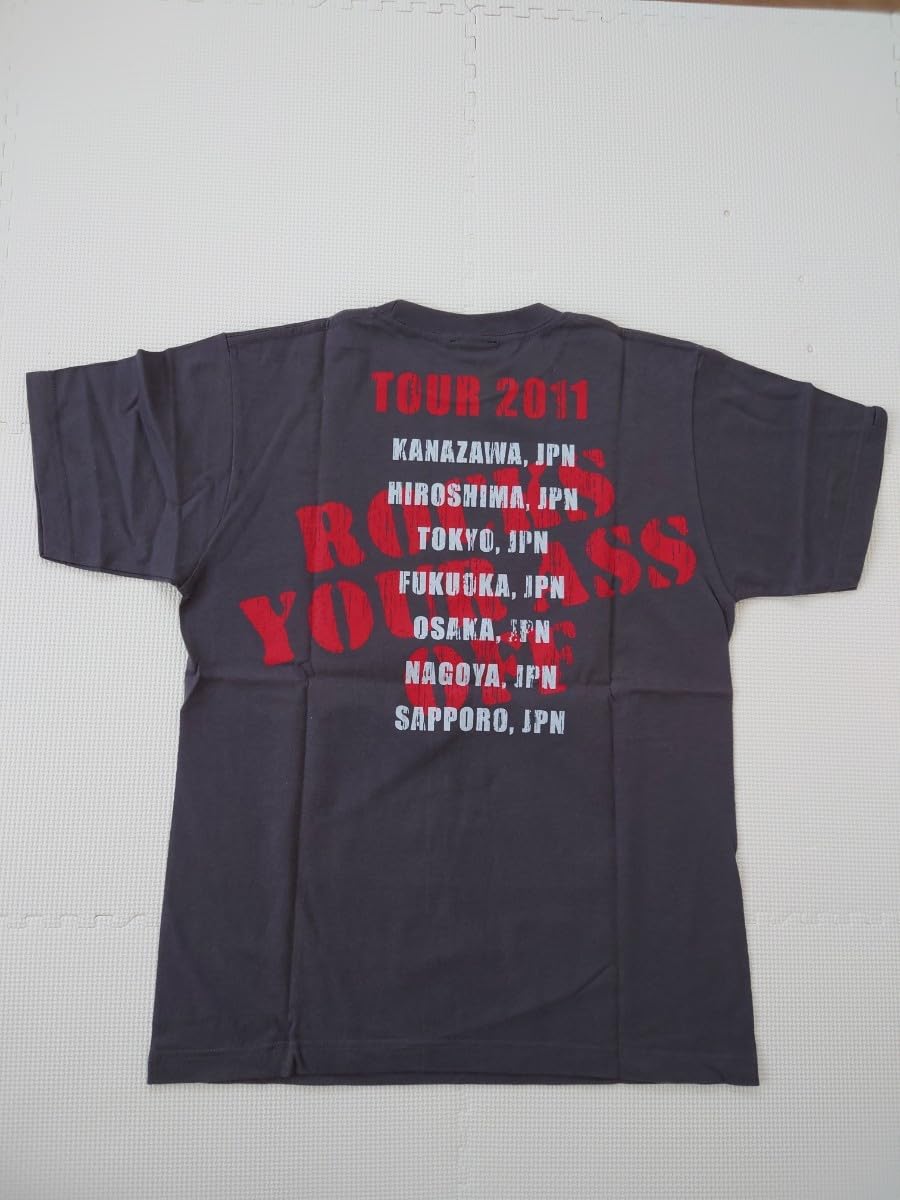 TOUR 2011
KANAZAWA, JPN
HIROSHIMA, JPN
TOKYO, JPN
FUKUOKA, JPN
OSAKA, JPN
NAGOYA, JPN
SAPPORO, JPN
ROCKS
YOUR ASS
OFF